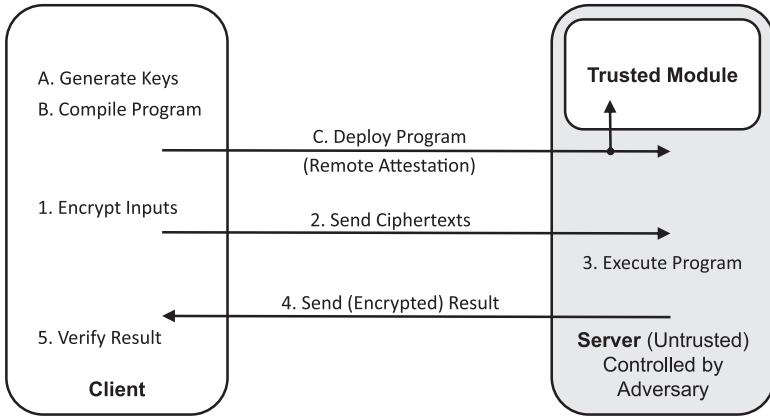 A. Generate Keys
B. Compile Program
Trusted Module
C. Deploy Program
(Remote Attestation)
1. Encrypt Inputs
2. Send Ciphertexts
3. Execute Program
4. Send (Encrypted) Result
5. Verify Result
Client
Server (Untrusted)
Controlled by
Adversary